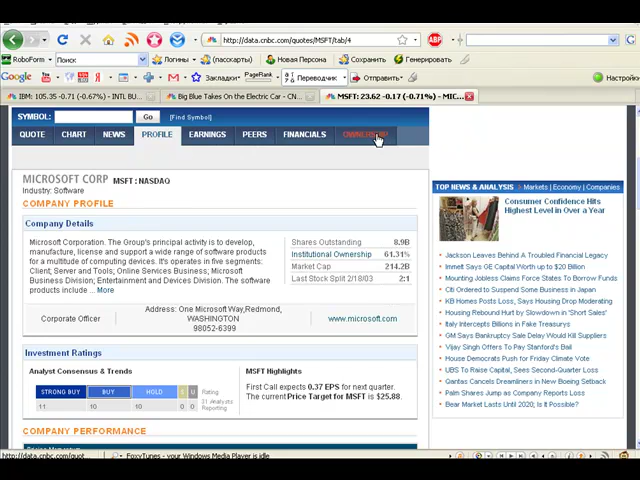 http://data.cnbc.com/quotes/MSFT/tab/4
ABP
RoboForm Поиск Логины (паскарты) Новая Персона Сохранить Генерировать
Google Закладки PageRank Переводчик Отправить Настройки
IBM: 105.35 -0.71 (-0.67%) - INTL BU...
Big Blue Takes On the Electric Car - CN...
MSFT: 23.62 -0.17 (-0.71%) - MIC...
SYMBOL: Go [Find Symbol]
QUOTE CHART NEWS PROFILE EARNINGS PEERS FINANCIALS OWNERSHIP
MICROSOFT CORP MSFT : NASDAQ
Industry: Software
COMPANY PROFILE
Company Details
Microsoft Corporation. The Group's principal activity is to develop,
manufacture, license and support a wide range of software products
for a multitude of computing devices. It's operates in five segments:
Client; Server and Tools; Online Services Business; Microsoft
Business Division; Entertainment and Devices Division. The software
products include .. More
Shares Outstanding 8.9B
Institutional Ownership 61.31%
Market Cap 214.2B
Last Stock Split 2/18/03 2:1
Corporate Officer
Address: One Microsoft Way,Redmond,
WASHINGTON
98052-6399
www.microsoft.com
Investment Ratings
Analyst Consensus & Trends
STRONG BUY BUY HOLD S U Rating
11 10 10 0 0 31 Analysts
Reporting
MSFT Highlights
First Call expects 0.37 EPS for next quarter.
The current Price Target for MSFT is $25.88.
COMPANY PERFORMANCE
TOP NEWS & ANALYSIS Markets | Economy | Companies
Consumer Confidence Hits
Highest Level in Over a Year
Jackson Leaves Behind A Troubled Financial Legacy
Immelt Says GE Capital Worth up to $20 Billion
Mounting Jobless Claims Force States To Borrow Funds
Citi Ordered to Suspend Some Business in Japan
KB Homes Posts Loss, Says Housing Drop Moderating
Housing Rebound Hurt by Slowdown in 'Short Sales'
Italy Intercepts Billion in Fake Treasurys
GM Says Bankruptcy Sale Delay Would Kill Suppliers
Vijay Singh Offers To Pay Stanford's Bail
House Democrats Push for Friday Climate Vote
UBS To Raise Capital, Sees Second-Quarter Loss
Qantas Cancels Dreamliners in New Boeing Setback
Palm Shares Jump as Company Reports Loss
Bear Market Lasts Until 2020; Is It Possible?
http://data.cnbc.com/quot...
FoxyTunes - your Windows Media Player is idle